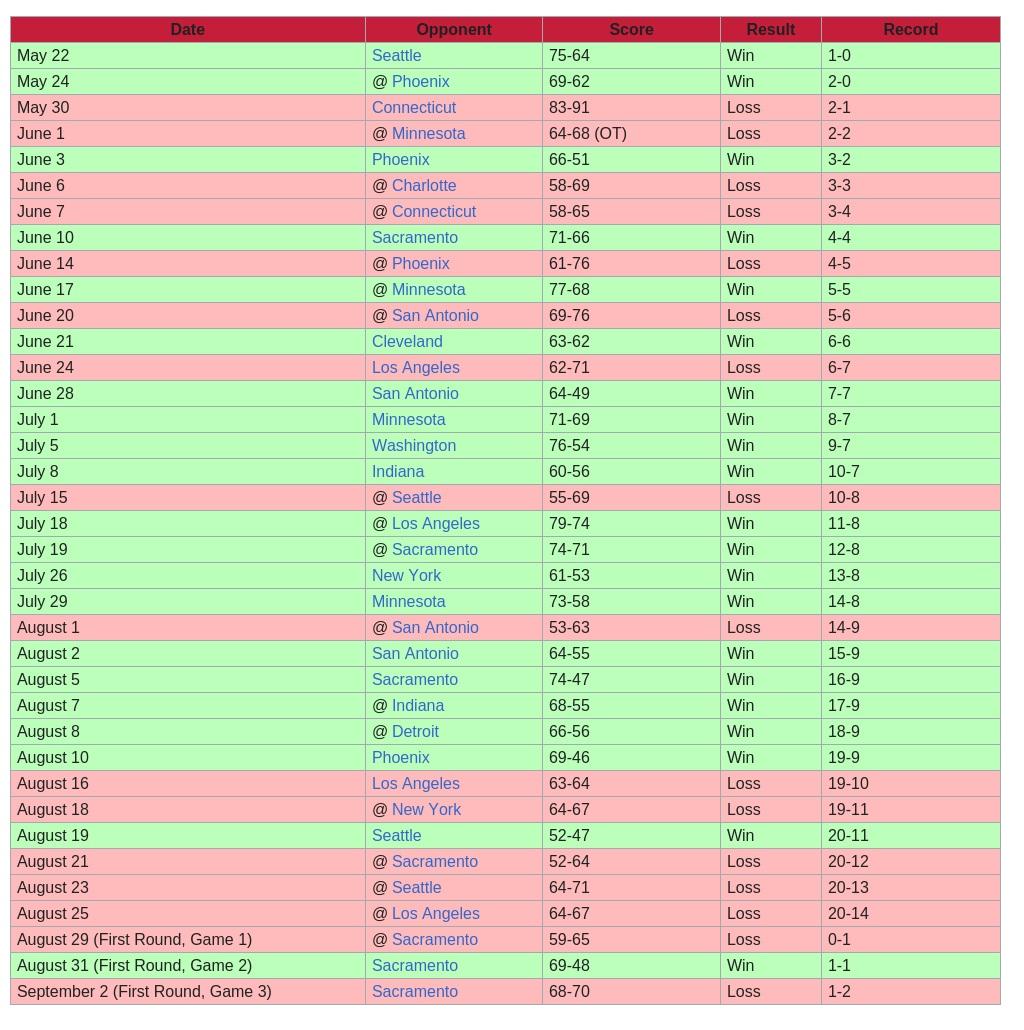 Date Opponent Score Result Record
May 22 Seattle 75-64 Win 1-0
May 24 @ Phoenix 69-62 Win 2-0
May 30 Connecticut 83-91 Loss 2-1
June 1 @ Minnesota 64-68 (OT) Loss 2-2
June 3 Phoenix 66-51 Win 3-2
June 6 @ Charlotte 58-69 Loss 3-3
June 7 @ Connecticut 58-65 Loss 3-4
June 10 Sacramento 71-66 Win 4-4
June 14 @ Phoenix 61-76 Loss 4-5
June 17 @ Minnesota 77-68 Win 5-5
June 20 @ San Antonio 69-76 Loss 5-6
June 21 Cleveland 63-62 Win 6-6
June 24 Los Angeles 62-71 Loss 6-7
June 28 San Antonio 64-49 Win 7-7
July 1 Minnesota 71-69 Win 8-7
July 5 Washington 76-54 Win 9-7
July 8 Indiana 60-56 Win 10-7
July 15 @ Seattle 55-69 Loss 10-8
July 18 @ Los Angeles 79-74 Win 11-8
July 19 @ Sacramento 74-71 Win 12-8
July 26 New York 61-53 Win 13-8
July 29 Minnesota 73-58 Win 14-8
August 1 @ San Antonio 53-63 Loss 14-9
August 2 San Antonio 64-55 Win 15-9
August 5 Sacramento 74-47 Win 16-9
August 7 @ Indiana 68-55 Win 17-9
August 8 @ Detroit 66-56 Win 18-9
August 10 Phoenix 69-46 Win 19-9
August 16 Los Angeles 63-64 Loss 19-10
August 18 @ New York 64-67 Loss 19-11
August 19 Seattle 52-47 Win 20-11
August 21 @ Sacramento 52-64 Loss 20-12
August 23 @ Seattle 64-71 Loss 20-13
August 25 @ Los Angeles 64-67 Loss 20-14
August 29 (First Round, Game 1) @ Sacramento 59-65 Loss 0-1
August 31 (First Round, Game 2) Sacramento 69-48 Win 1-1
September 2 (First Round, Game 3) Sacramento 68-70 Loss 1-2